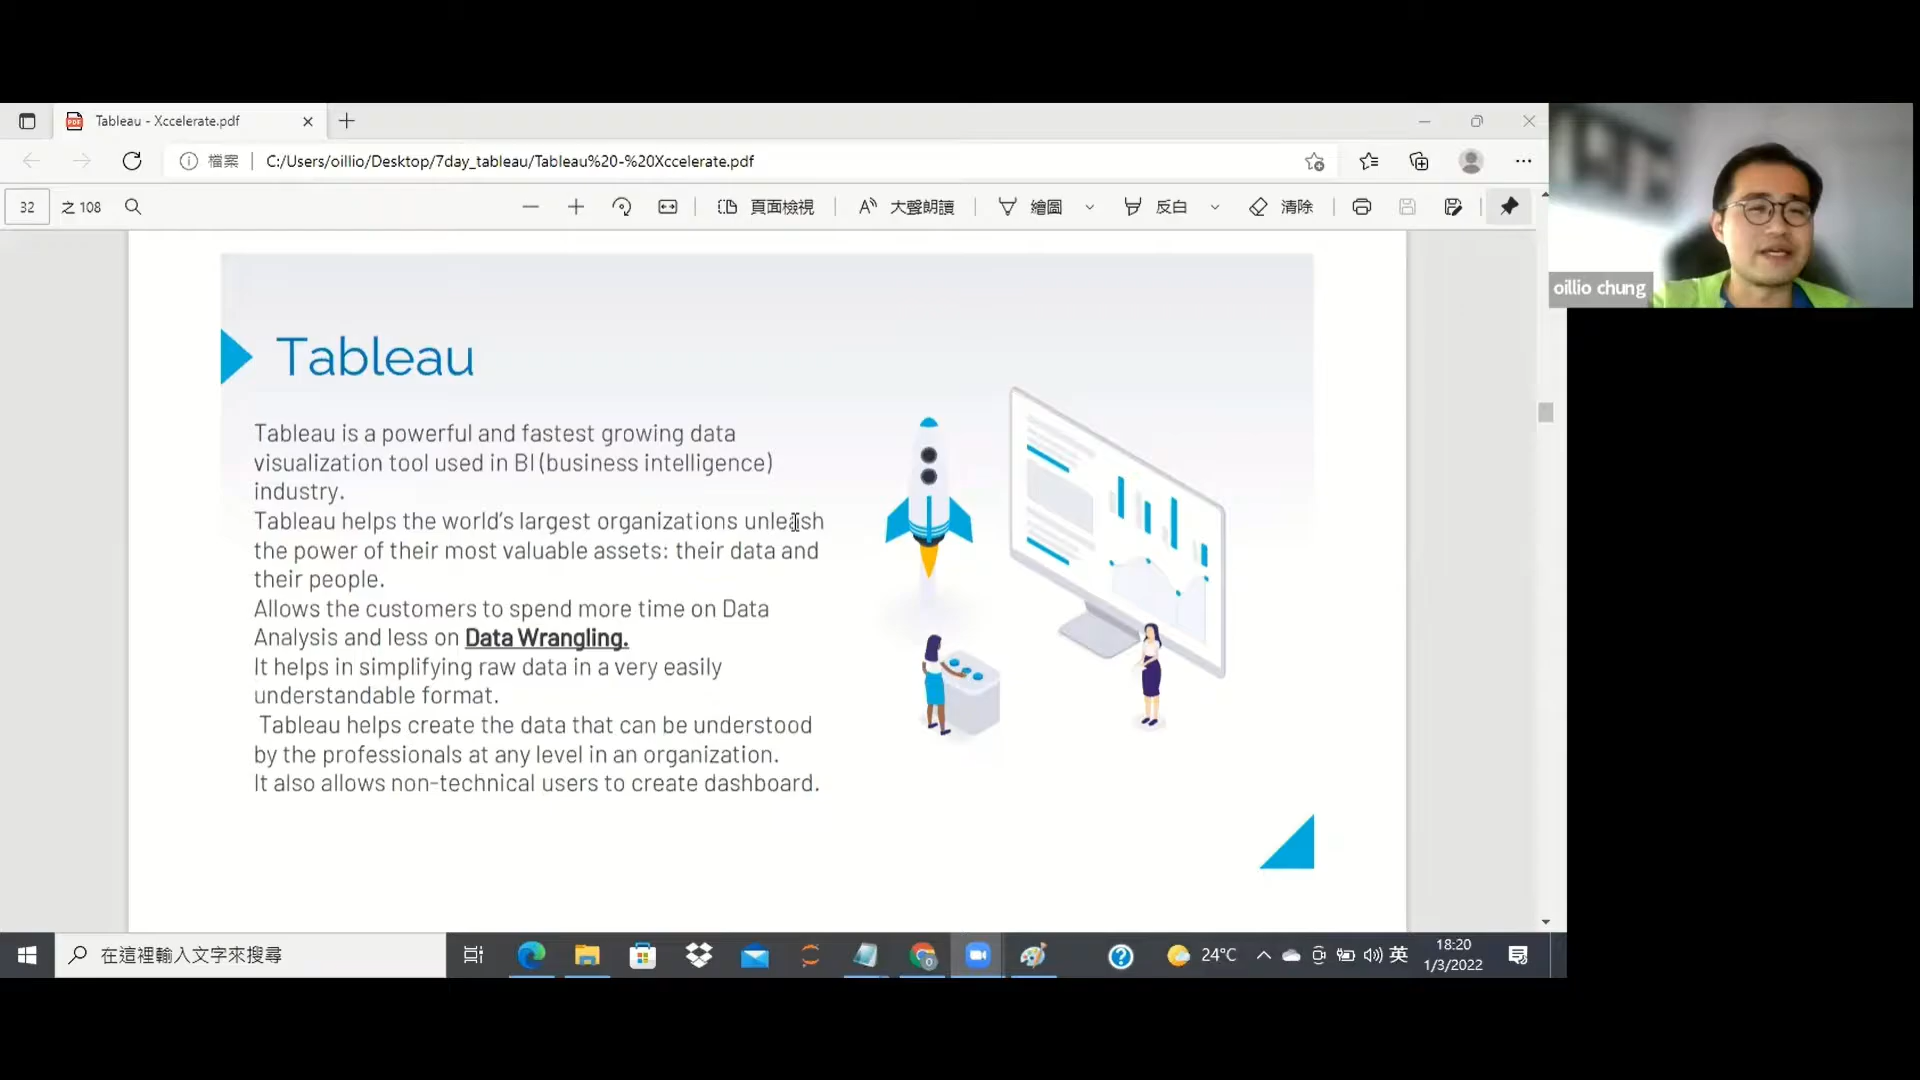 Tableau - Xccelerate.pdf
檔案
C:/Users/oillio/Desktop/7day_tableau/Tableau%20-%20Xccelerate.pdf
32 之 108 頁面檢視 大聲朗讀 繪圖 反白 清除
oillio chung
Tableau
Tableau is a powerful and fastest growing data
visualization tool used in BI (business intelligence)
industry.
Tableau helps the world's largest organizations unleash
the power of their most valuable assets: their data and
their people.
Allows the customers to spend more time on Data
Analysis and less on Data Wrangling.
It helps in simplifying raw data in a very easily
understandable format.
Tableau helps create the data that can be understood
by the professionals at any level in an organization.
It also allows non-technical users to create dashboard.
在這裡輸入文字來搜尋
24°C
英
18:20
1/3/2022